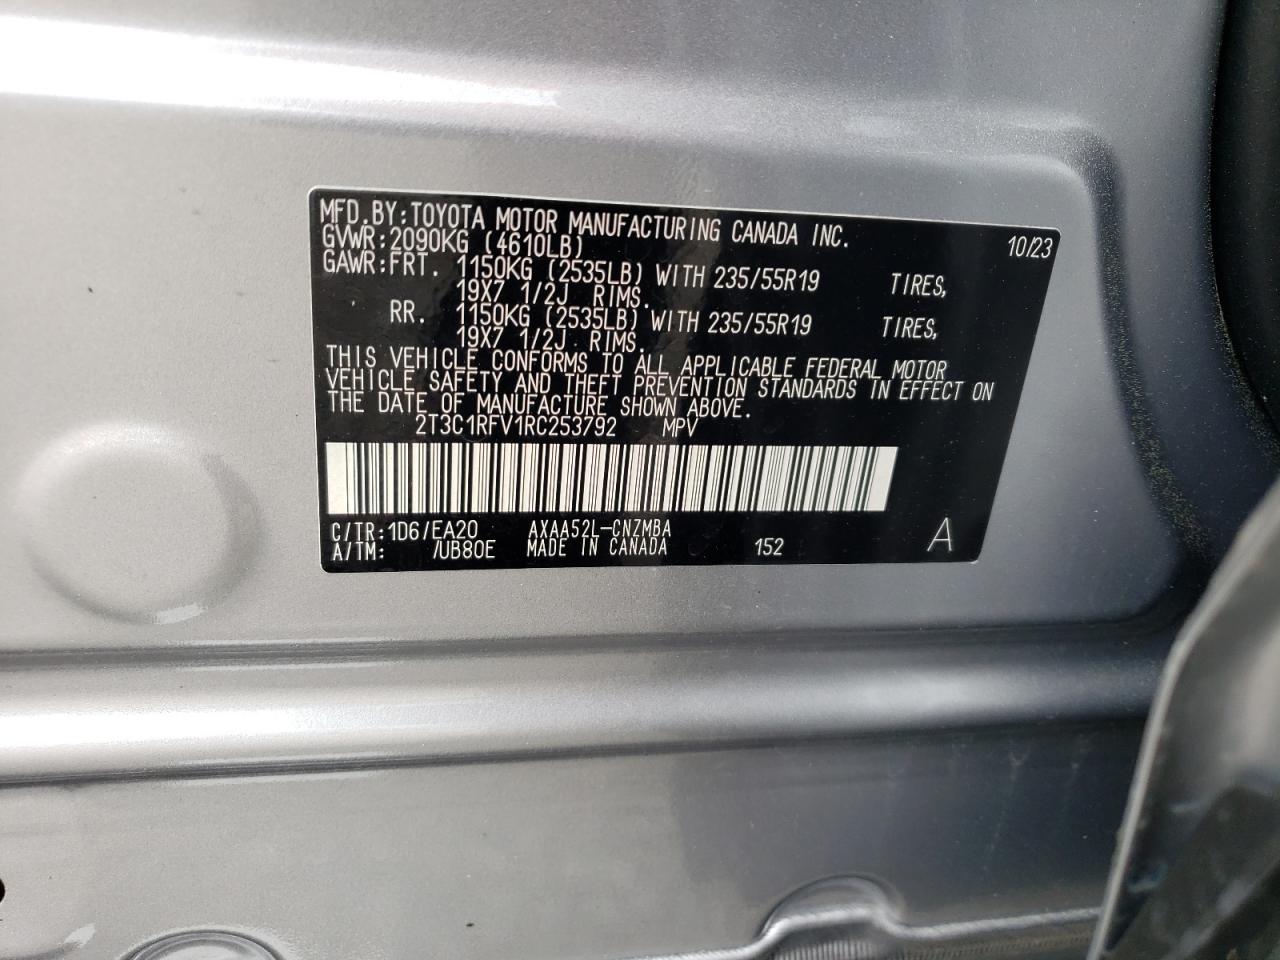 MFD.BY:TOYOTA MOTOR MANUFACTURING CANADA INC. 10/23
GVWR:2090KG (4610LB)
GAWR:FRT. 1150KG (2535LB) WITH 235/55R19 TIRES,
19X7 1/2J RIMS.
RR. 1150KG (2535LB) WITH 235/55R19 TIRES,
19X7 1/2J RIMS.
THIS VEHICLE CONFORMS TO ALL APPLICABLE FEDERAL MOTOR
VEHICLE SAFETY AND THEFT PREVENTION STANDARDS IN EFFECT ON
THE DATE OF MANUFACTURE SHOWN ABOVE.
2T3C1RFV1RC253792 MPV
C/TR:1D6/EA20 AXAA52L-CNZMBA
A/TM: /UB80E MADE IN CANADA 152 A